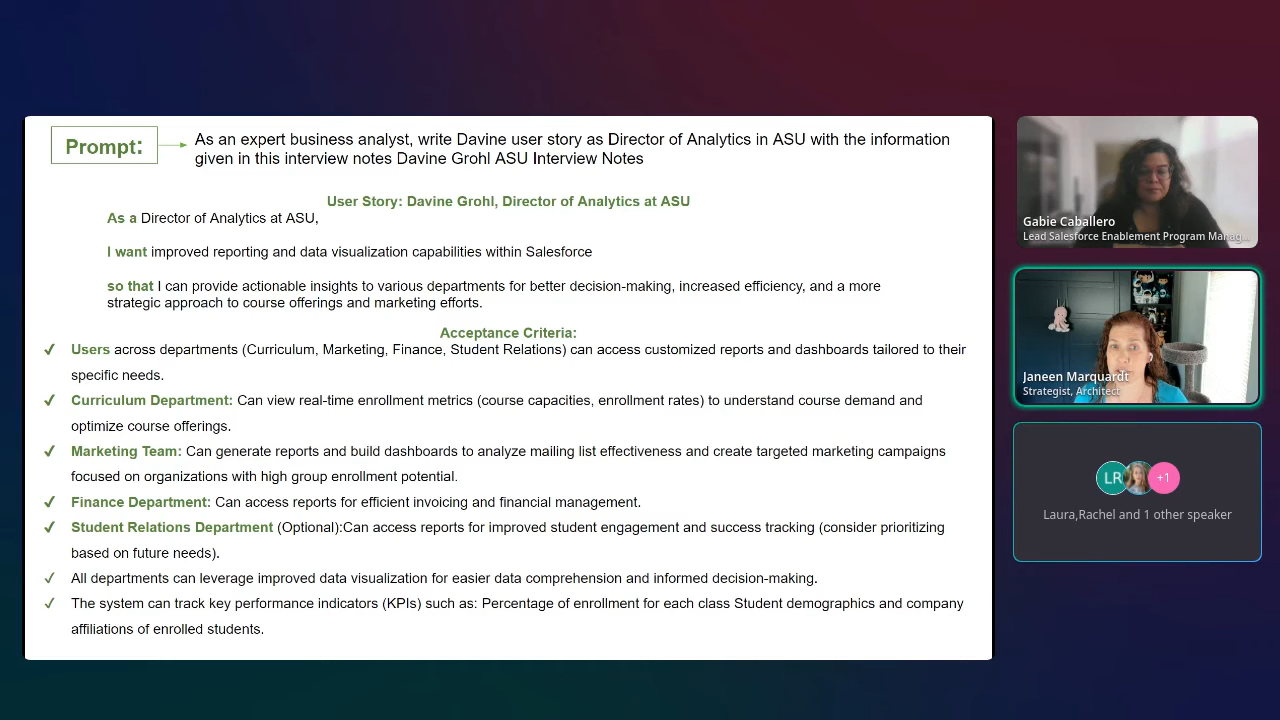 Prompt:
As an expert business analyst, write Davine user story as Director of Analytics in ASU with the information
given in this interview notes Davine Grohl ASU Interview Notes
User Story: Davine Grohl, Director of Analytics at ASU
As a Director of Analytics at ASU,
I want improved reporting and data visualization capabilities within Salesforce
so that I can provide actionable insights to various departments for better decision-making, increased efficiency, and a more
strategic approach to course offerings and marketing efforts.
Acceptance Criteria:
Users across departments (Curriculum, Marketing, Finance, Student Relations) can access customized reports and dashboards tailored to their
specific needs.
Curriculum Department: Can view real-time enrollment metrics (course capacities, enrollment rates) to understand course demand and
optimize course offerings.
Marketing Team: Can generate reports and build dashboards to analyze mailing list effectiveness and create targeted marketing campaigns
focused on organizations with high group enrollment potential.
Finance Department: Can access reports for efficient invoicing and financial management.
Student Relations Department (Optional):Can access reports for improved student engagement and success tracking (consider prioritizing
based on future needs).
All departments can leverage improved data visualization for easier data comprehension and informed decision-making.
The system can track key performance indicators (KPIs) such as: Percentage of enrollment for each class Student demographics and company
affiliations of enrolled students.
Gabie Caballero
Lead Salesforce Enablement Program Manag...
Janeen Marquardt
Strategist, Architect
LR
+1
Laura,Rachel and 1 other speaker